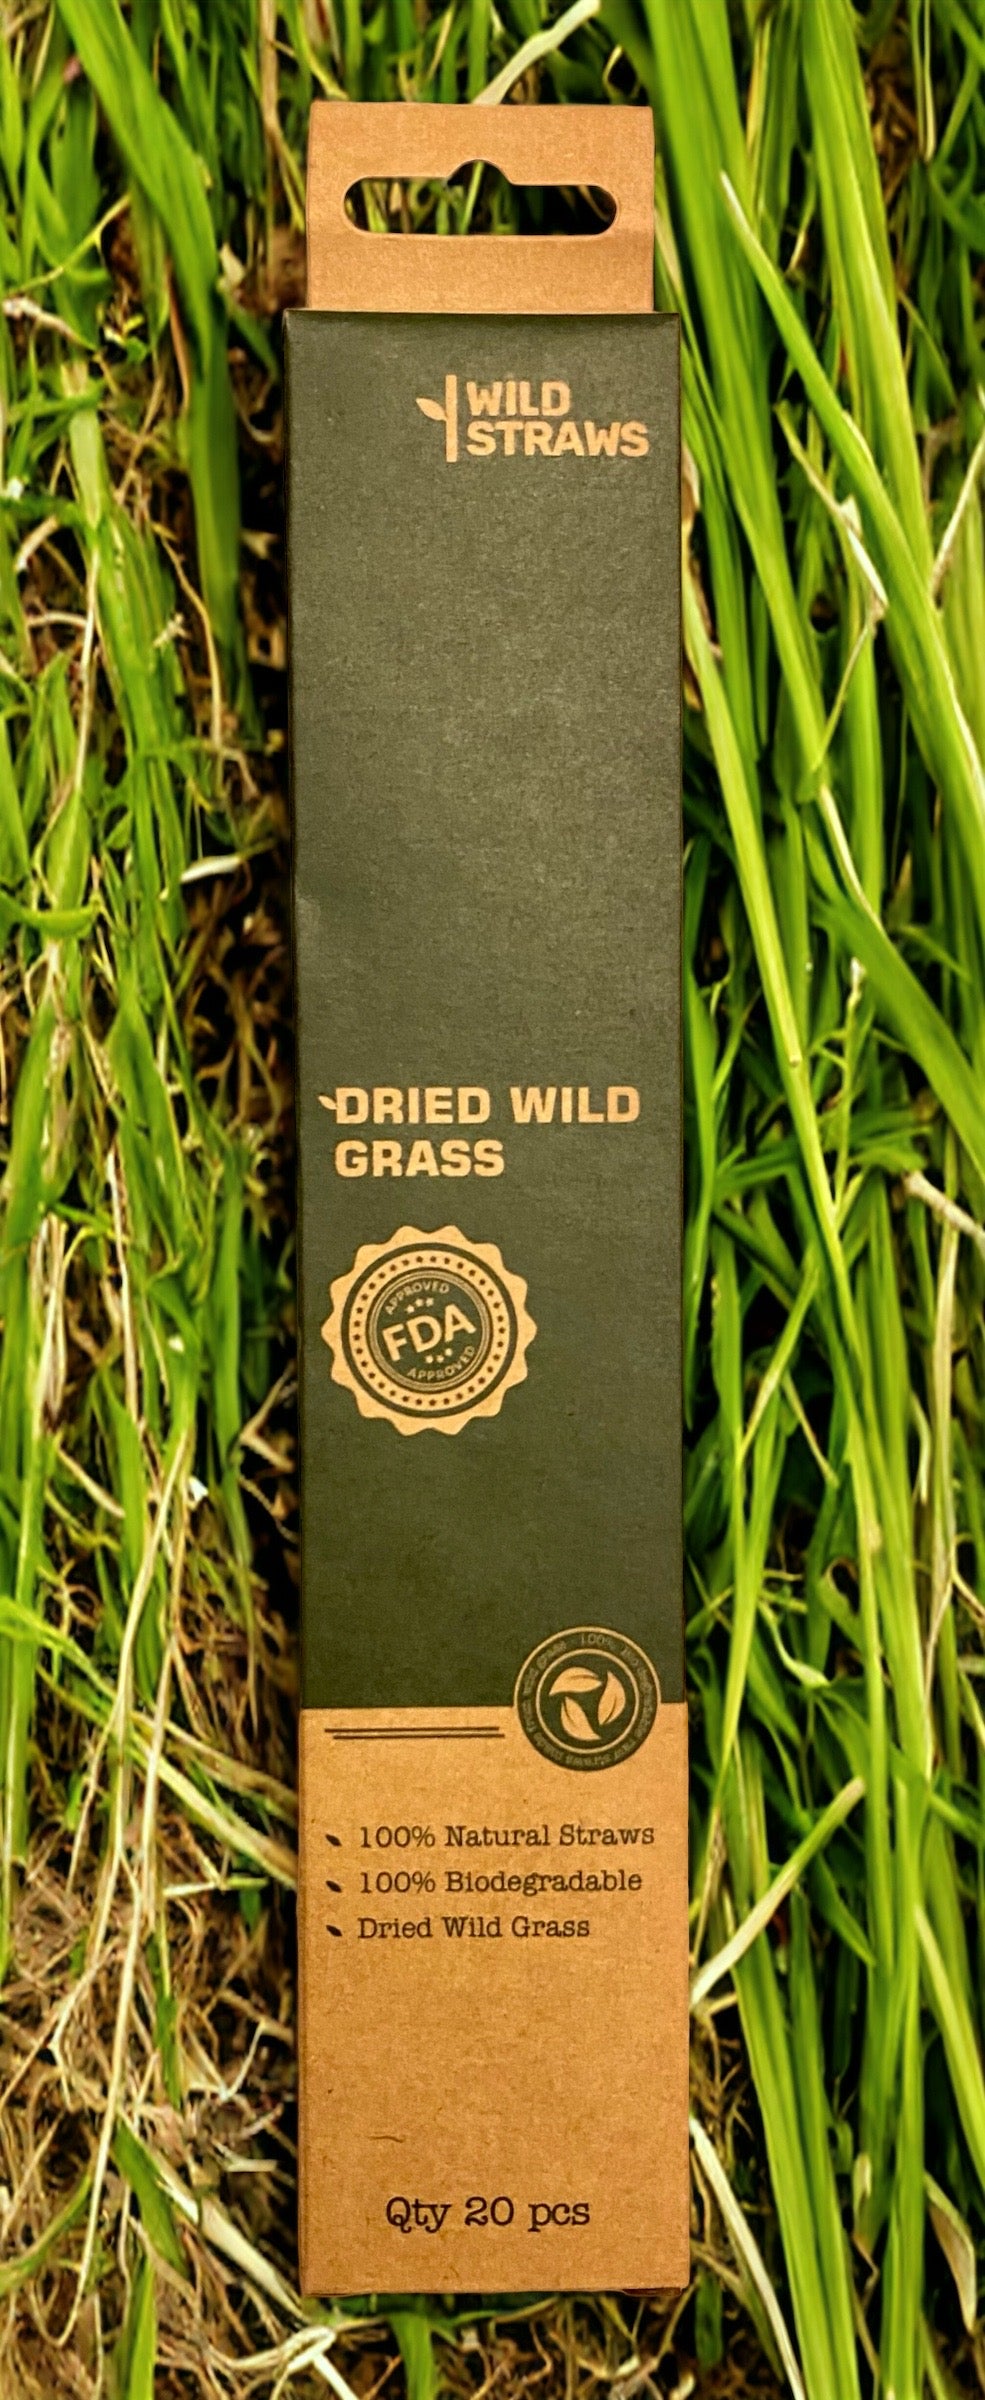 WILD
STRAWS
DRIED WILD
GRASS
APPROVED
FDA
APPROVED
100%
100% Natural Straws
100% Biodegradable
Dried Wild Grass
Qty 20 pcs